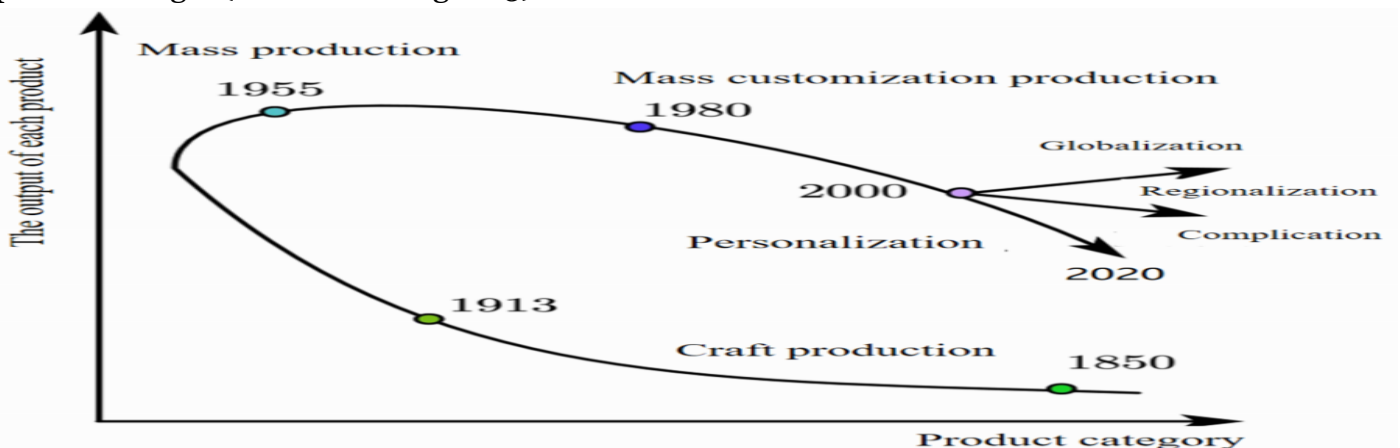 Mass production
1955
Mass customization production
1980
Globalization
2000
Regionalization
Personalization
Complication
2020
1913
Craft production
1850
The output of each product
Product category